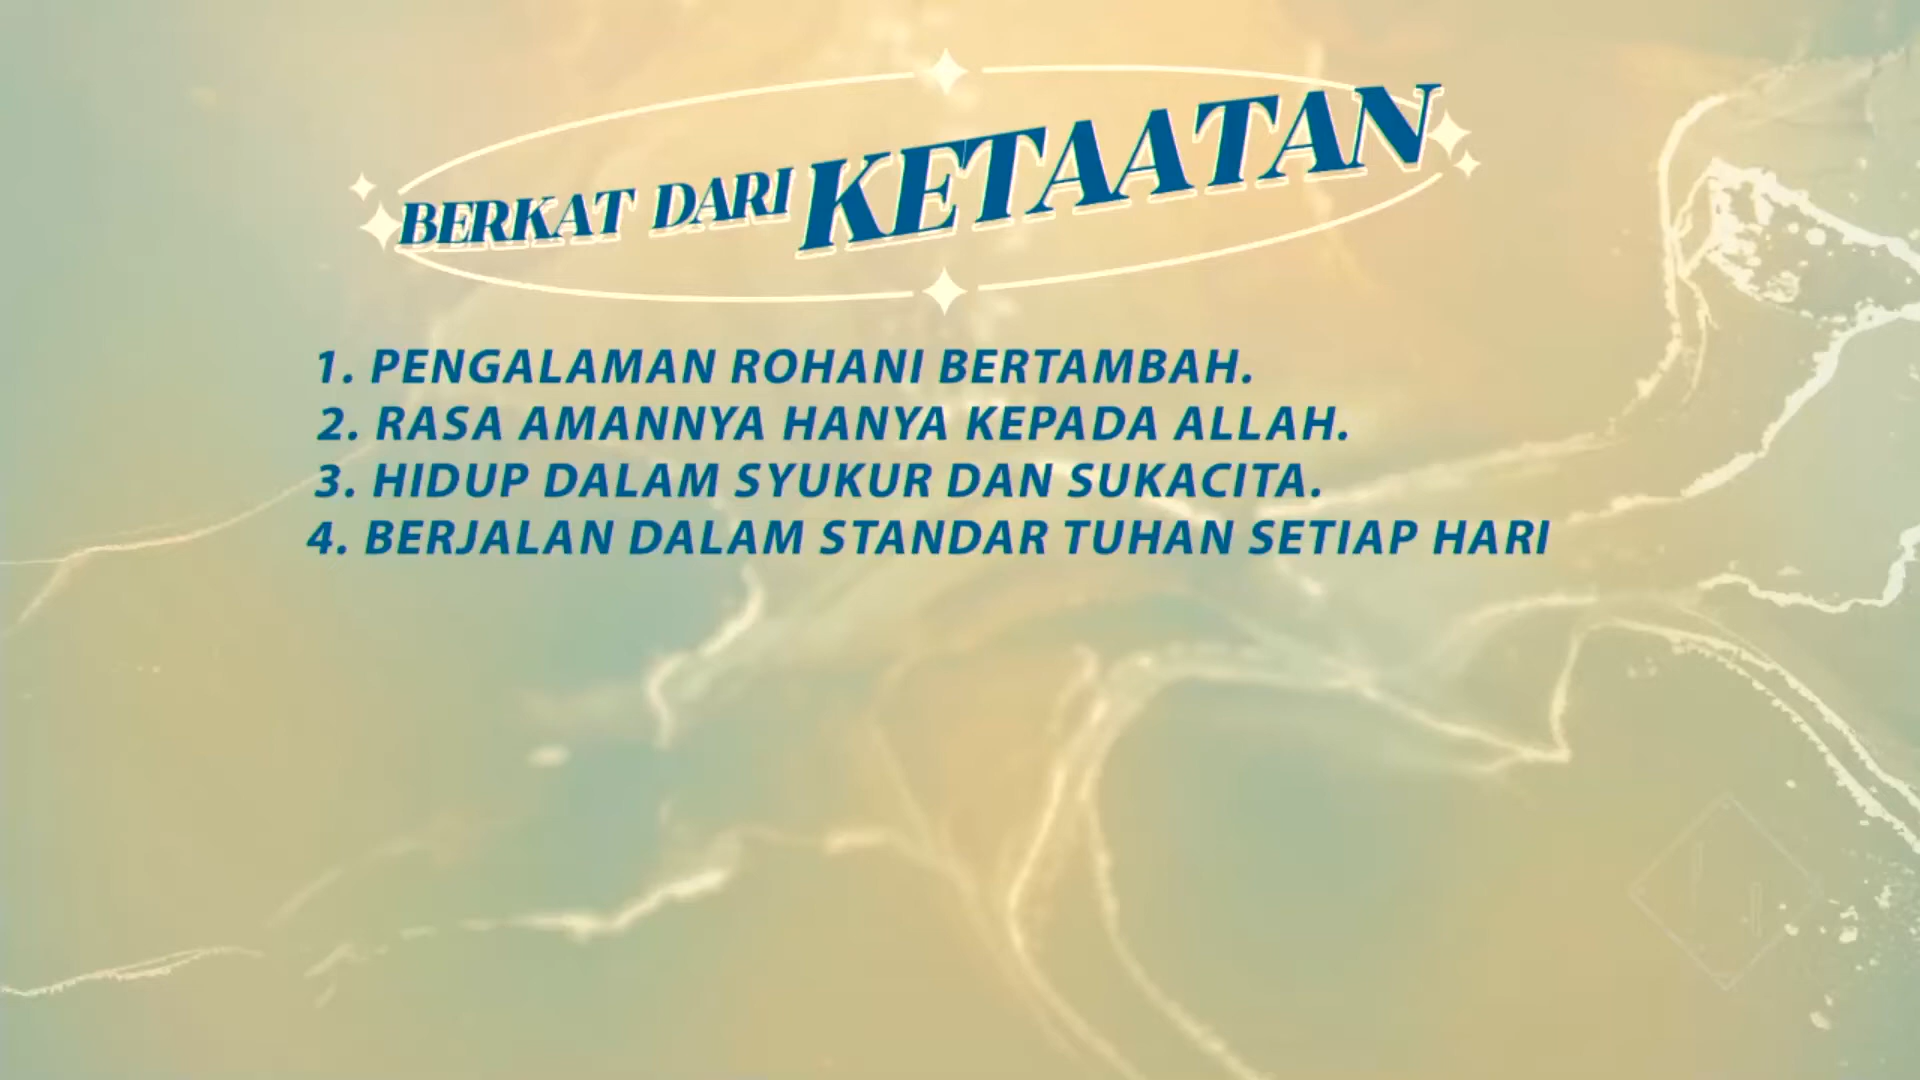 BERKAT DARI KETAATAN
1. PENGALAMAN ROHANI BERTAMBAH.
2. RASA AMANNYA HANYA KEPADA ALLAH.
3. HIDUP DALAM SYUKUR DAN SUKACITA.
4. BERJALAN DALAM STANDAR TUHAN SETIAP HARI